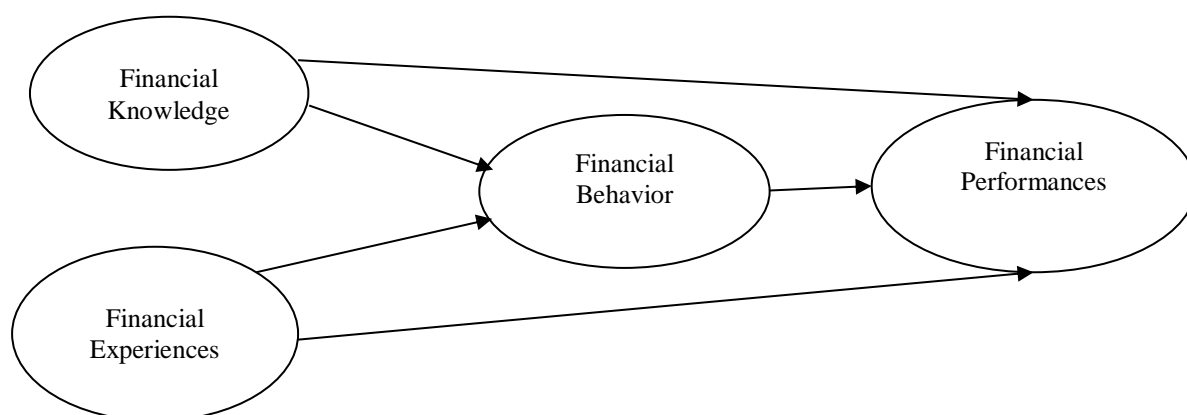 Financial
Knowledge
Financial
Behavior
Financial
Performances
Financial
Experiences